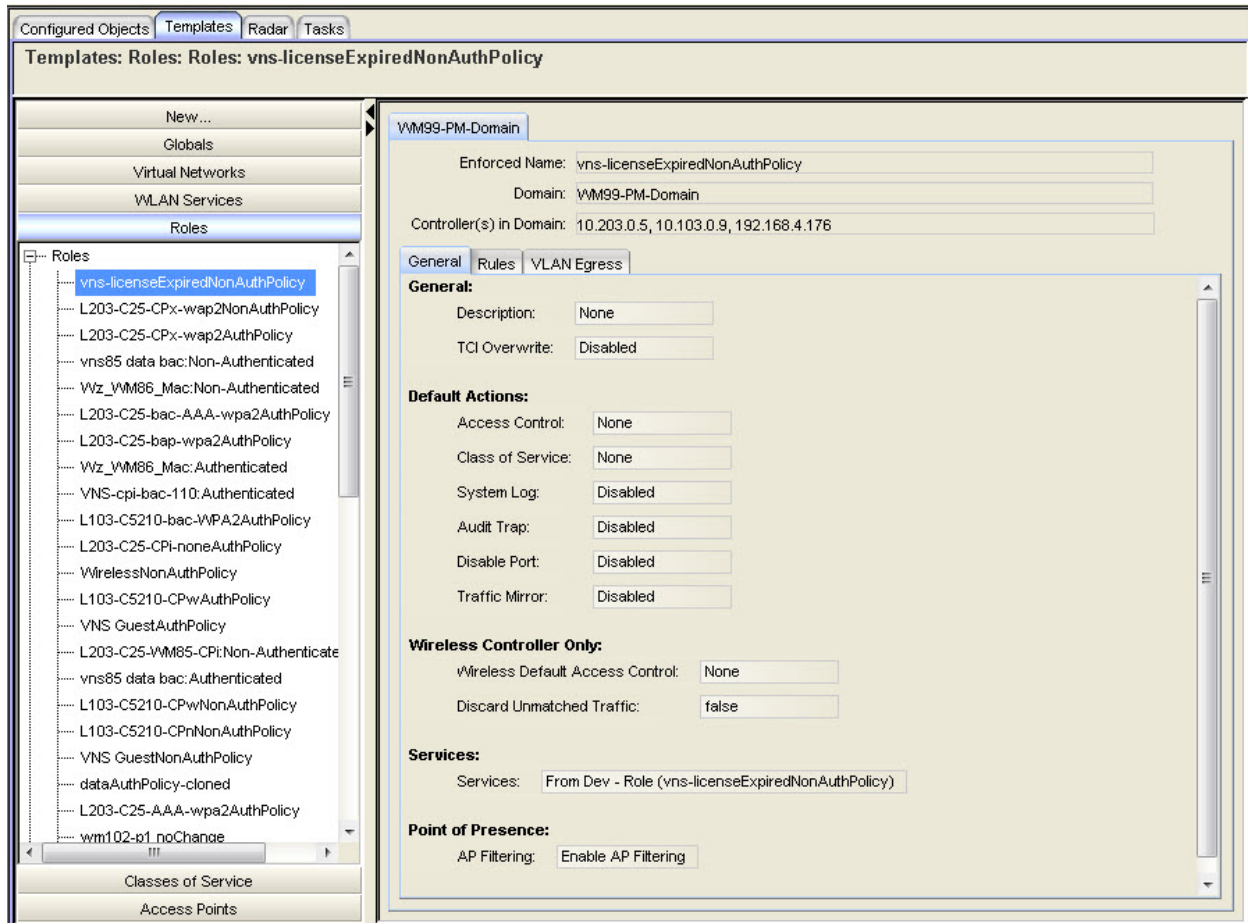 Configured Objects Templates Radar Tasks
Templates: Roles: Roles: vns-licenseExpiredNonAuthPolicy
New...
Globals
Virtual Networks
WLAN Services
Roles
Roles
vns-licenseExpiredNonAuthPolicy
L203-C25-CPx-wap2NonAuthPolicy
L203-C25-CPx-wap2AuthPolicy
vns85 data bac:Non-Authenticated
Wz_WM86_Mac:Non-Authenticated
L203-C25-bac-AAA-wpa2AuthPolicy
L203-C25-bap-wpa2AuthPolicy
Wz_WM86_Mac:Authenticated
VNS-cpi-bac-110:Authenticated
L103-C5210-bac-WPA2AuthPolicy
L203-C25-CPi-noneAuthPolicy
WirelessNonAuthPolicy
L103-C5210-CPwAuthPolicy
VNS GuestAuthPolicy
L203-C25-WM85-CPi:Non-Authenticate
vns85 data bac:Authenticated
L103-C5210-CPwNonAuthPolicy
L103-C5210-CPnNonAuthPolicy
VNS GuestNonAuthPolicy
dataAuthPolicy-cloned
L203-C25-AAA-wpa2AuthPolicy
wm102-p1 noChange
Classes of Service
Access Points
WM99-PM-Domain
Enforced Name: vns-licenseExpiredNonAuthPolicy
Domain: WM99-PM-Domain
Controller(s) in Domain: 10.203.0.5, 10.103.0.9, 192.168.4.176
General Rules VLAN Egress
General:
Description: None
TCI Overwrite: Disabled
Default Actions:
Access Control: None
Class of Service: None
System Log: Disabled
Audit Trap: Disabled
Disable Port: Disabled
Traffic Mirror: Disabled
Wireless Controller Only:
Wireless Default Access Control: None
Discard Unmatched Traffic: false
Services:
Services: From Dev - Role (vns-licenseExpiredNonAuthPolicy)
Point of Presence:
AP Filtering: Enable AP Filtering